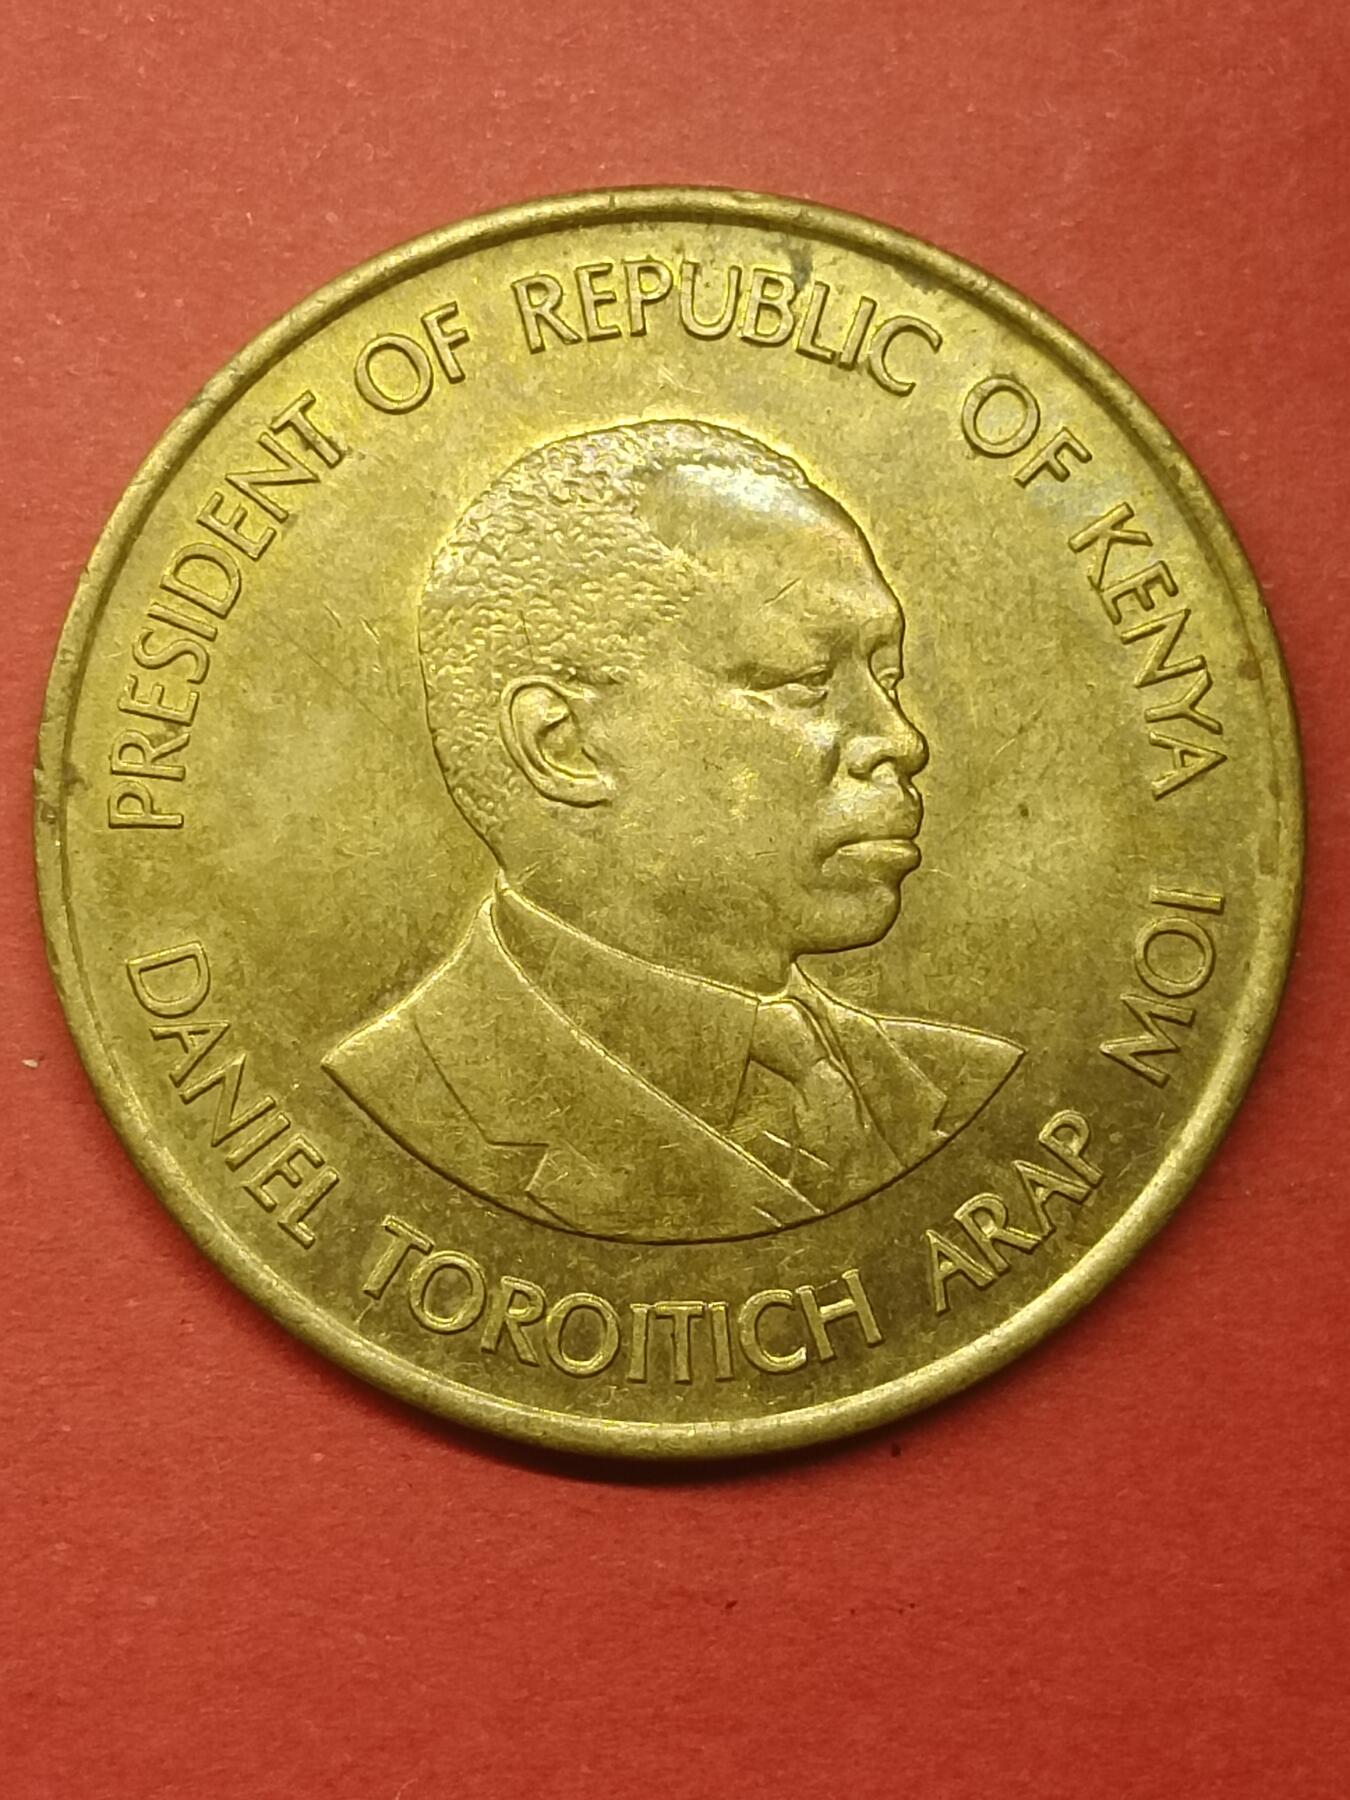 PRESIDENT OF REPUBLIC OF KENYA
DANIEL TOROITICH ARAP MOI